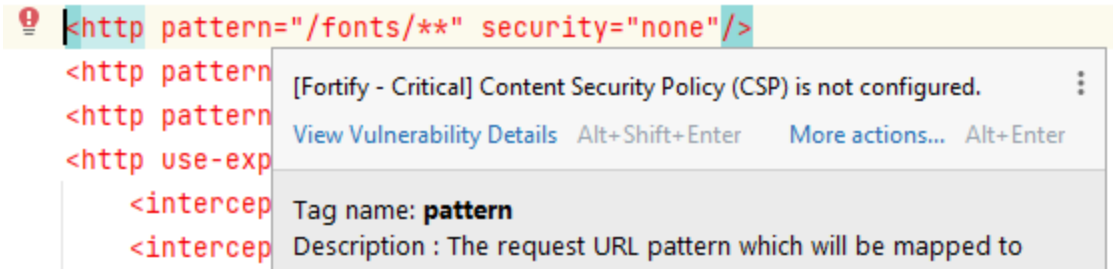 <http pattern="/fonts/**" security="none"/>
<http pattern
<http pattern
<http use-exp
<intercep
<intercep
[Fortify - Critical] Content Security Policy (CSP) is not configured.
View Vulnerability Details Alt+Shift+Enter More actions... Alt+Enter
Tag name: pattern
Description : The request URL pattern which will be mapped to